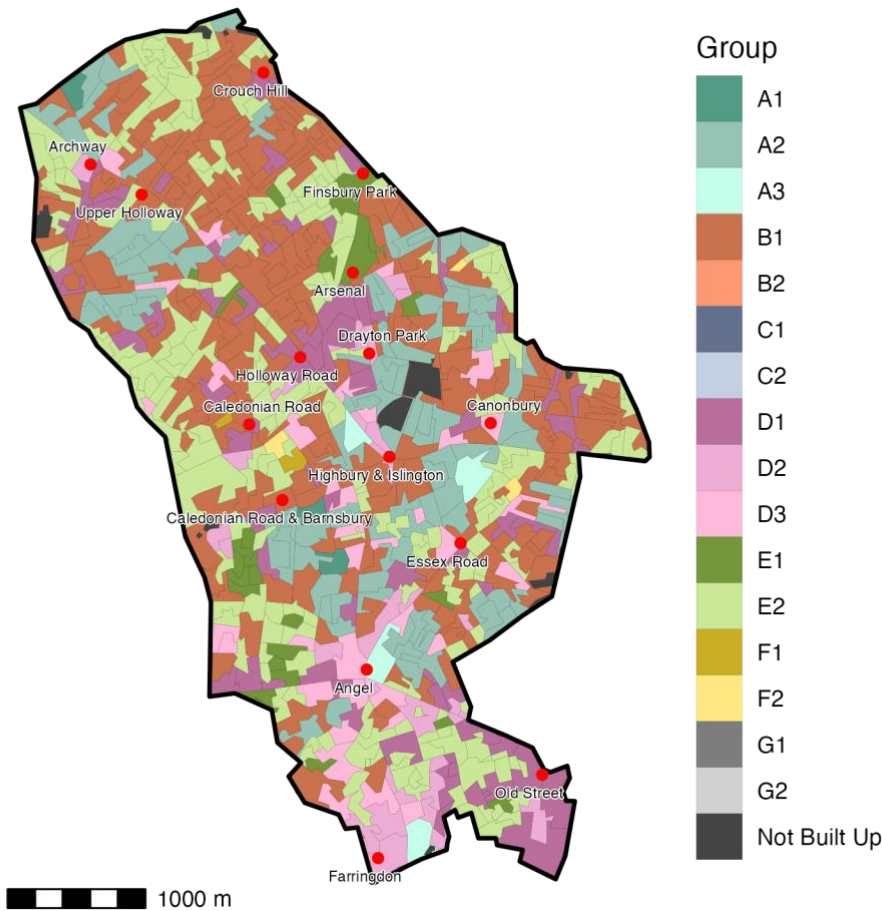 Crouch Hill
Archway
Finsbury Park
Upper Holloway
Arsenal
Drayton Park
Holloway Road
Caledonian Road
Canonbury
Highbury & Islington
Caledonian Road & Barnsbury
Essex Road
Angel
Old Street
Farringdon
1000 m
Group
A1
A2
A3
B1
B2
C1
C2
D1
D2
D3
E1
E2
F1
F2
G1
G2
Not Built Up